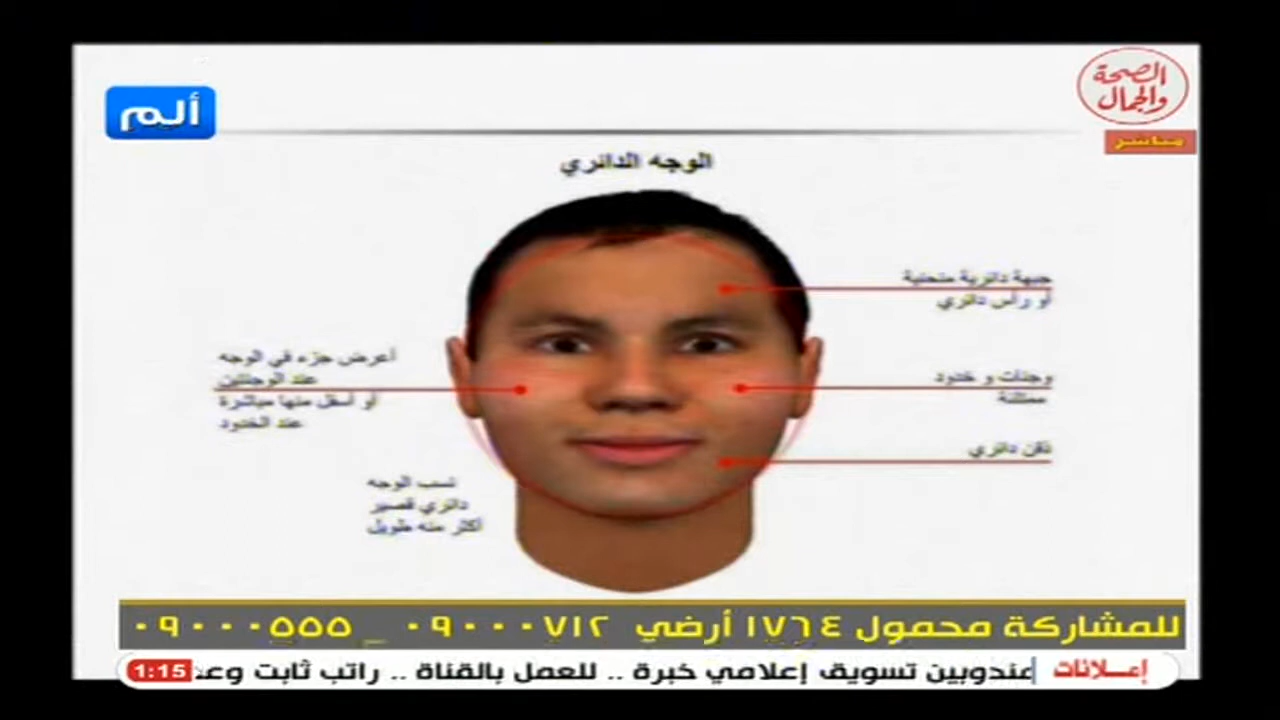 الصحة
والجمال
ألم
مباشر
الوجه الدائري
جبهة دائرية منحنية
أو رأس دائري
أعرض جزء في الوجه
عند الوجنتين
أو أسفل منها مباشرة
عند الخدود
وجنات و خدود
ممتلئة
ذقن دائري
نسب الوجه
دائري قصير
أكثر منه طويل
للمشاركة محمول ١٧٦٤ أرضي ٠٩٠٠٠٧١٢ _ ٠٩٠٠٠٥٥٥
إعلانات مندوبين تسويق إعلامي خبرة .. للعمل بالقناة .. راتب ثابت وعد 1:15